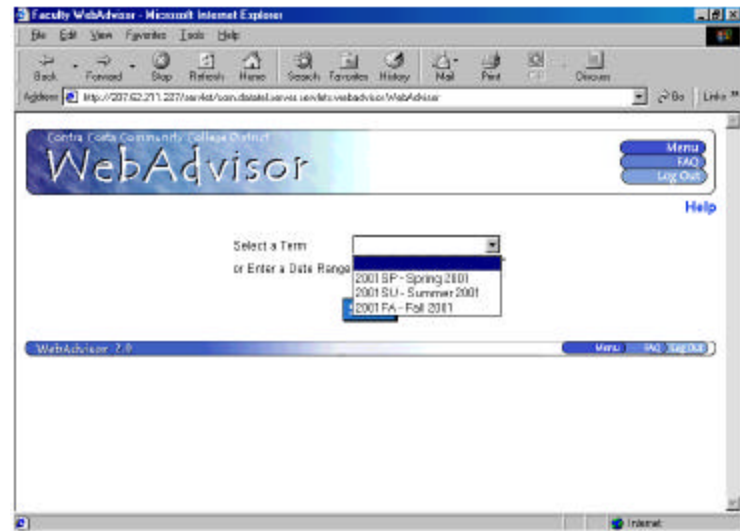 Faculty WebAdvisor - Microsoft Internet Explorer
File Edit View Favorites Tools Help
Back Forward Stop Refresh Home Search Favorites History Mail Print Discuss
Address Go Links »
Contra Costa Community College District
WebAdvisor
Menu
FAQ
Log Out
Help
Select a Term
or Enter a Date Range
2001SP - Spring 2001
2001SU - Summer 2001
2001FA - Fall 2001
WebAdvisor 2.0 Menu FAQ Log Out
Internet